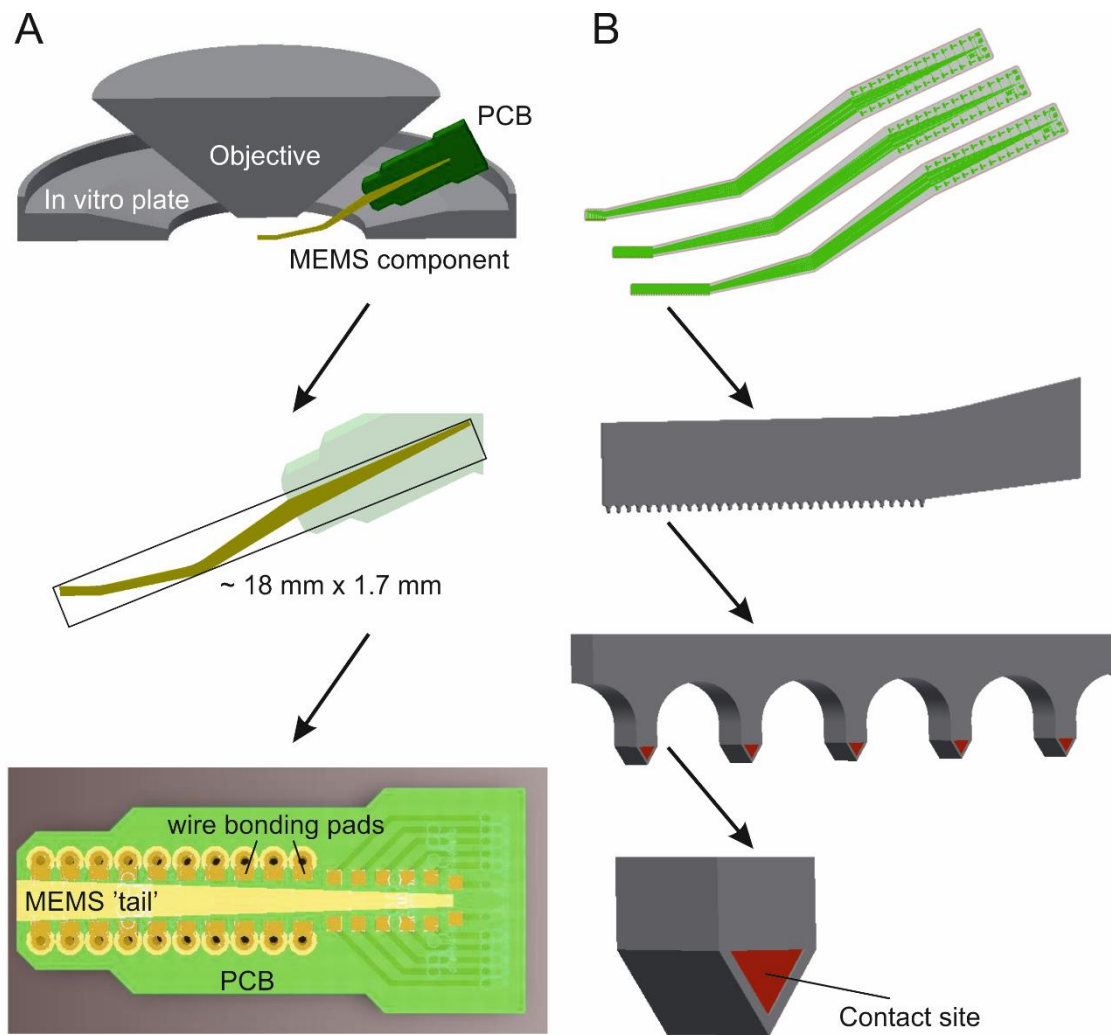 A
B
PCB
Objective
In vitro plate
MEMS component
~ 18 mm x 1.7 mm
wire bonding pads
MEMS 'tail'
PCB
Contact site